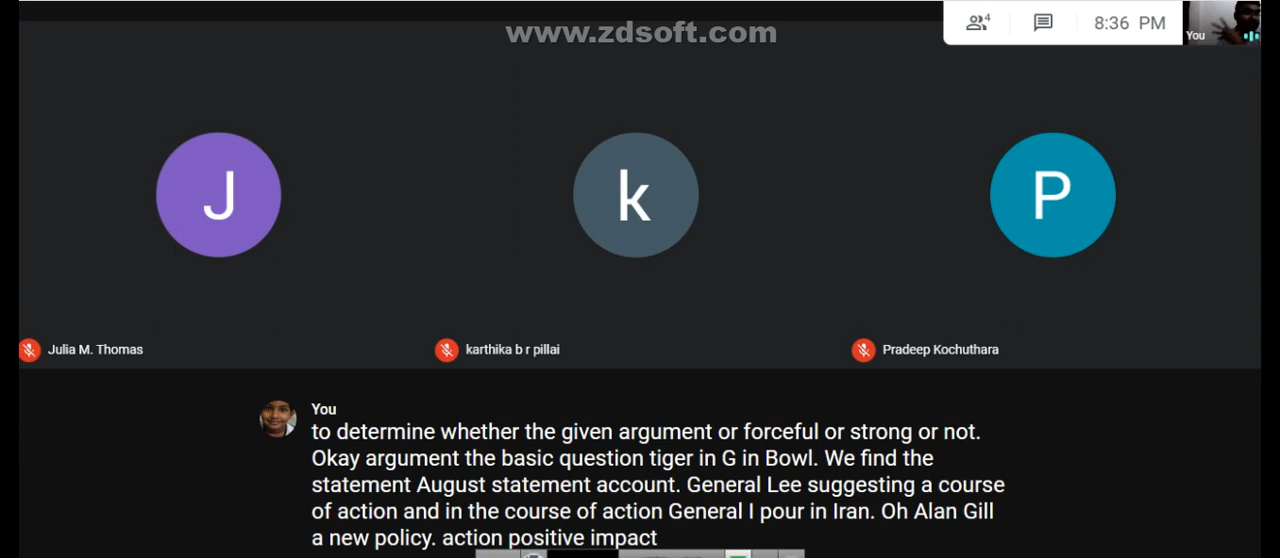 www.zdsoft.com
4
8:36 PM
You
J
k
P
Julia M. Thomas
karthika b r pillai
Pradeep Kochuthara
You
to determine whether the given argument or forceful or strong or not.
Okay argument the basic question tiger in G in Bowl. We find the
statement August statement account. General Lee suggesting a course
of action and in the course of action General I pour in Iran. Oh Alan Gill
a new policy. action positive impact